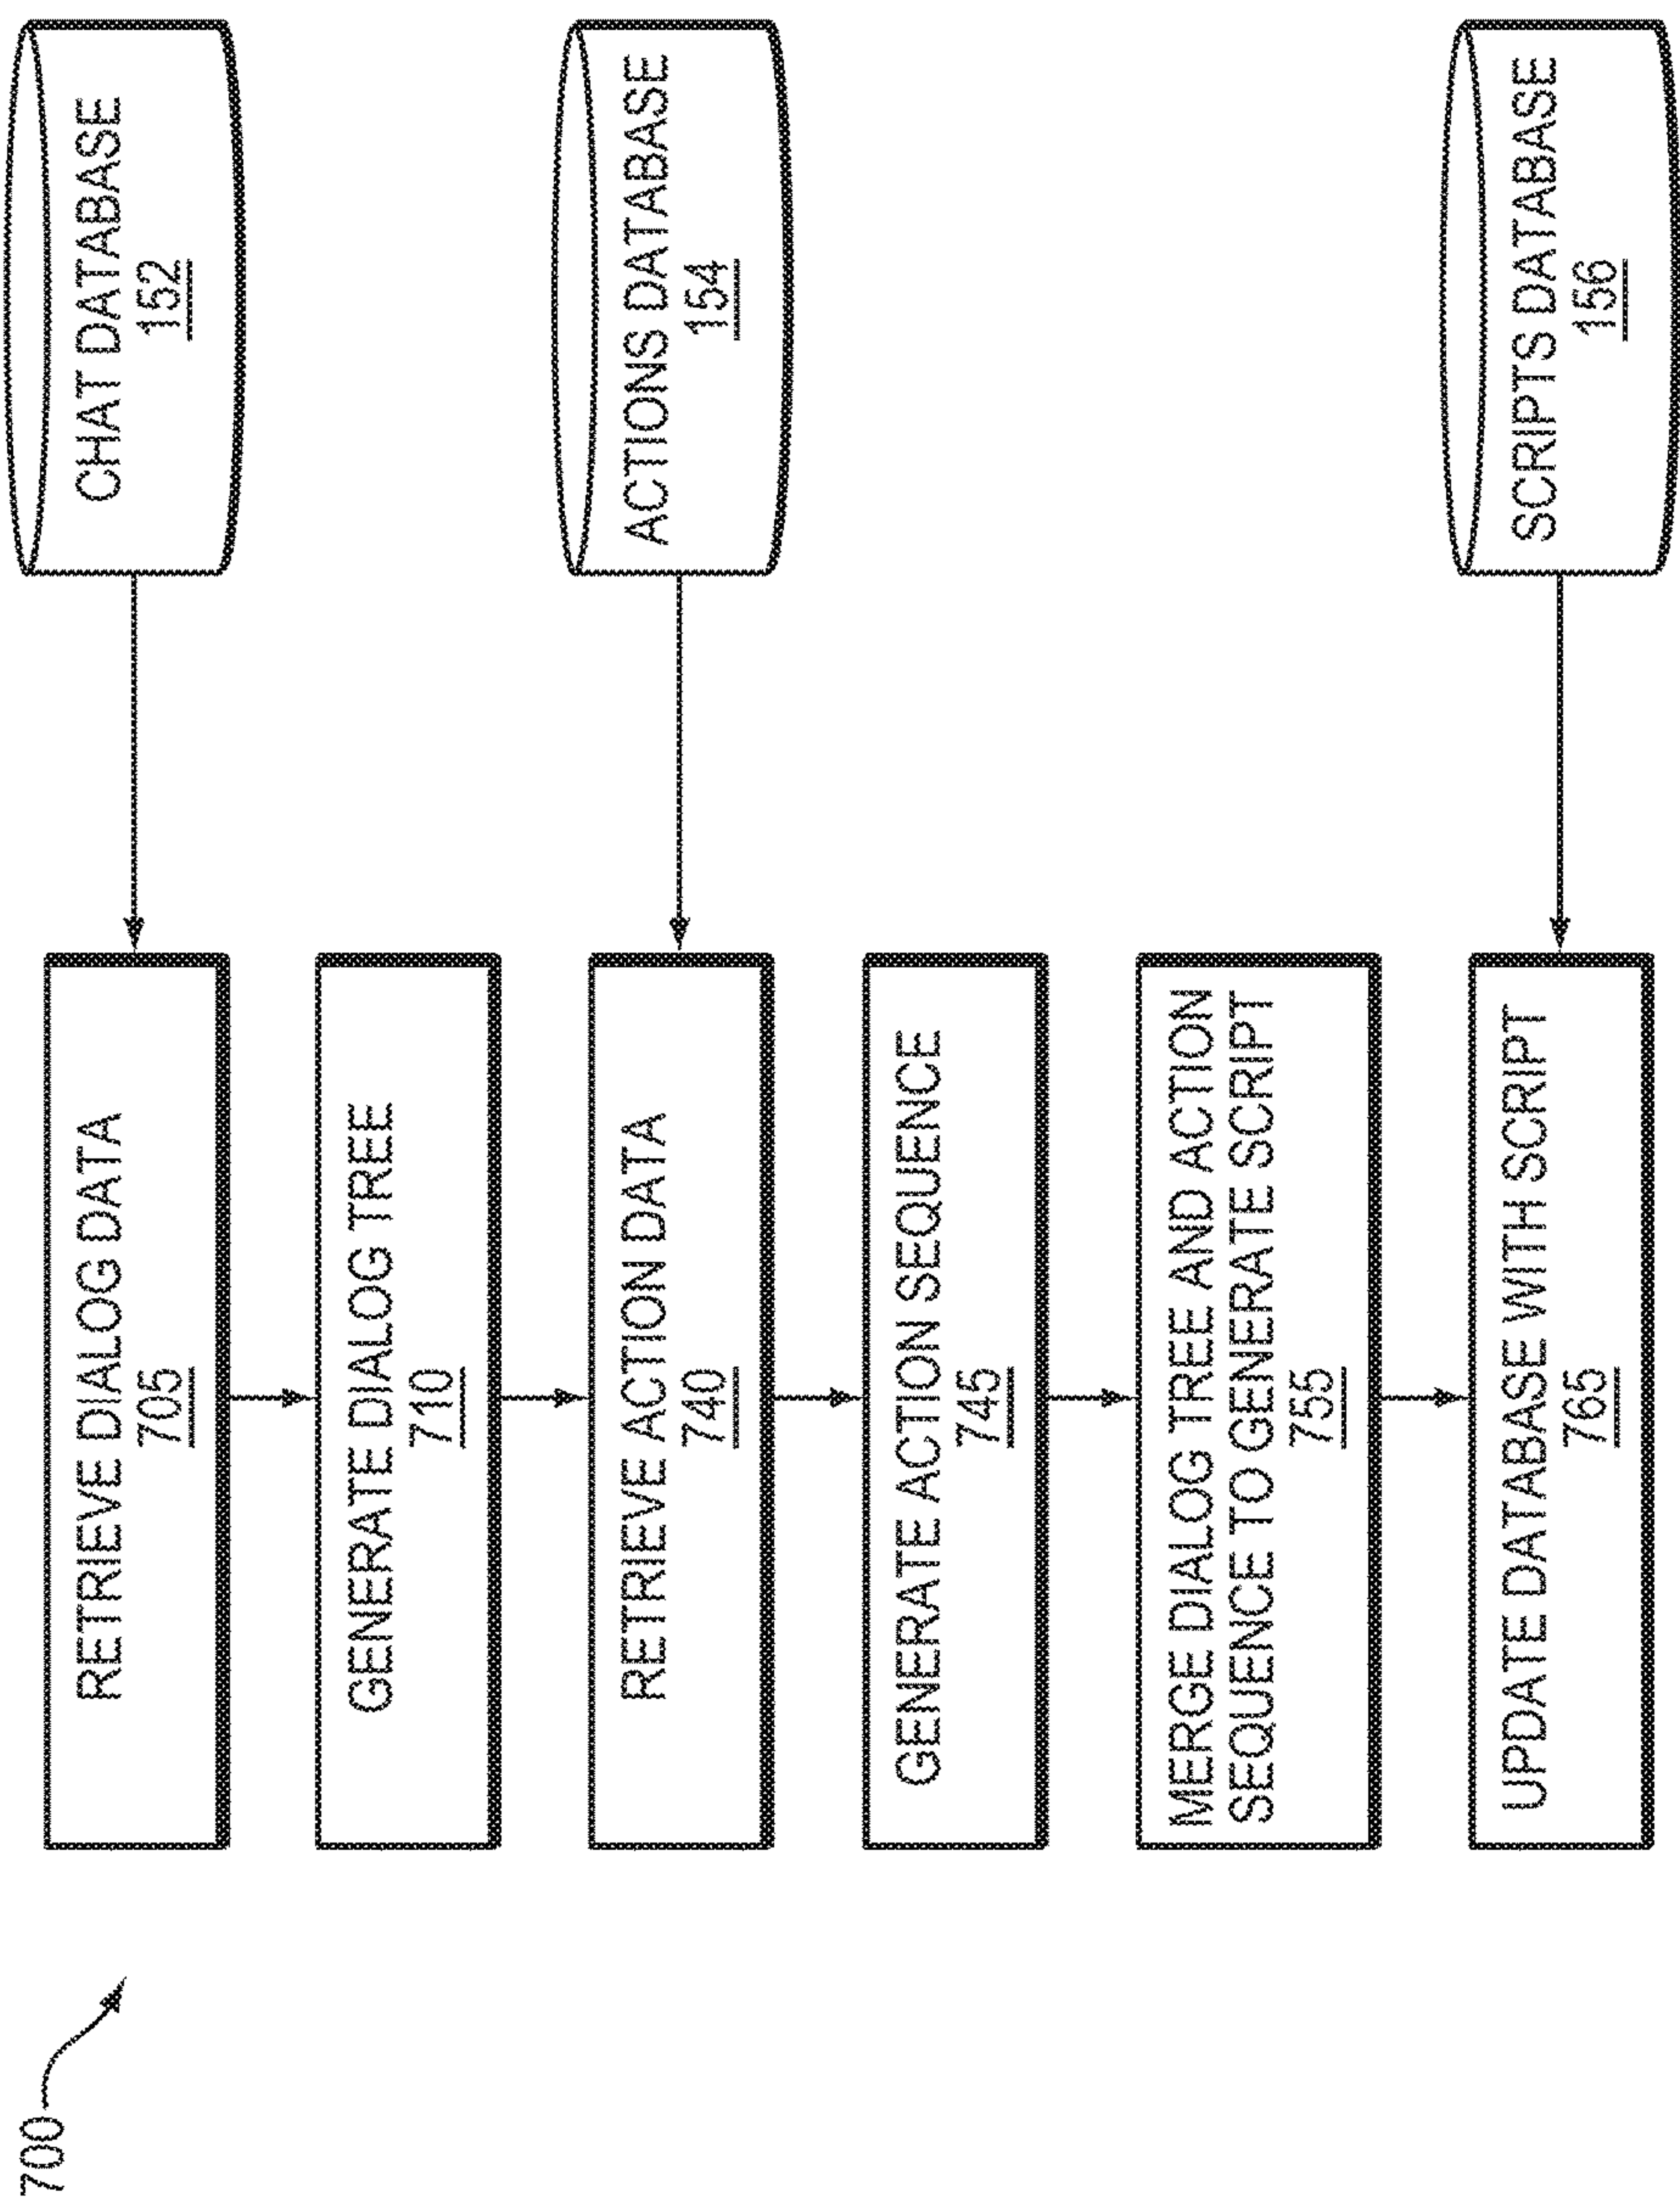 700
RETRIEVE DIALOG DATA
705
CHAT DATABASE
152
GENERATE DIALOG TREE
710
RETRIEVE ACTION DATA
740
ACTIONS DATABASE
154
GENERATE ACTION SEQUENCE
745
MERGE DIALOG TREE AND ACTION
SEQUENCE TO GENERATE SCRIPT
755
UPDATE DATABASE WITH SCRIPT
765
SCRIPTS DATABASE
156